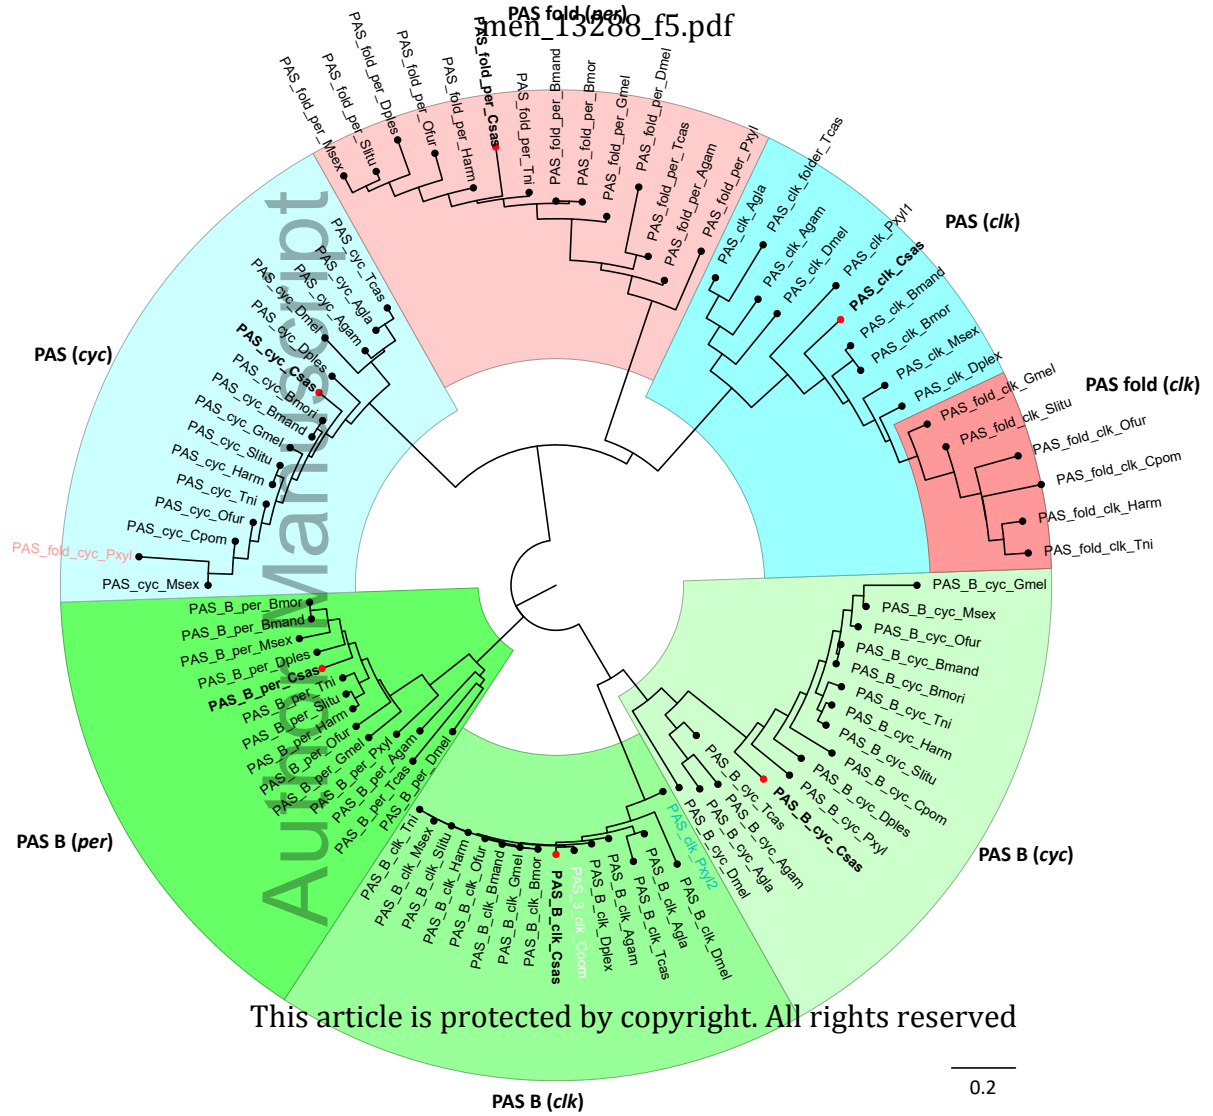 PAS fold (per)
men_13288_f5.pdf
PAS_fold_per_Msex
PAS_fold_per_Slitu
PAS_fold_per_Dples
PAS_fold_per_Ofur
PAS_fold_per_Harm
PAS_fold_per_Csas
PAS_fold_per_Tni
PAS_fold_per_Bmand
PAS_fold_per_Bmor
PAS_fold_per_Gmel
PAS_fold_per_Dmel
PAS_fold_per_Tcas
PAS_fold_per_Agam
PAS_fold_per_Pxyl
PAS (clk)
PAS_clk_Agla
PAS_clk_folder_Tcas
PAS_clk_Agam
PAS_clk_Dmel
PAS_clk_Pxyl1
PAS_clk_Csas
PAS_clk_Bmand
PAS_clk_Bmor
PAS_clk_Msex
PAS_clk_Dplex
PAS fold (clk)
PAS_fold_clk_Gmel
PAS_fold_clk_Slitu
PAS_fold_clk_Ofur
PAS_fold_clk_Cpom
PAS_fold_clk_Harm
PAS_fold_clk_Tni
PAS_B_cyc_Gmel
PAS_B_cyc_Msex
PAS_B_cyc_Ofur
PAS_B_cyc_Bmand
PAS_B_cyc_Bmori
PAS_B_cyc_Tni
PAS_B_cyc_Harm
PAS_B_cyc_Slitu
PAS_B_cyc_Cpom
PAS_B_cyc_Dples
PAS_B_cyc_Pxyl
PAS_B_cyc_Csas
PAS_B_cyc_Tcas
PAS_B_cyc_Agam
PAS_B_cyc_Agla
PAS_B_cyc_Dmel
PAS B (cyc)
PAS_clk_Pxyl2
PAS_B_clk_Dmel
PAS_B_clk_Agla
PAS_B_clk_Tcas
PAS_B_clk_Agam
PAS_B_clk_Dplex
PAS_3_clk_Cpom
PAS_B_clk_Csas
PAS_B_clk_Bmor
PAS_B_clk_Gmel
PAS_B_clk_Bmand
PAS_B_clk_Ofur
PAS_B_clk_Harm
PAS_B_clk_Slitu
PAS_B_clk_Msex
PAS_B_clk_Tni
PAS B (clk)
PAS_B_per_Dmel
PAS_B_per_Tcas
PAS_B_per_Agam
PAS_B_per_Pxyl
PAS_B_per_Gmel
PAS_B_per_Ofur
PAS_B_per_Harm
PAS_B_per_Slitu
PAS_B_per_Tni
PAS_B_per_Csas
PAS_B_per_Dples
PAS_B_per_Msex
PAS_B_per_Bmand
PAS_B_per_Bmor
PAS B (per)
PAS_cyc_Msex
PAS_fold_cyc_Pxyl
PAS_cyc_Cpom
PAS_cyc_Ofur
PAS_cyc_Tni
PAS_cyc_Harm
PAS_cyc_Slitu
PAS_cyc_Gmel
PAS_cyc_Bmand
PAS_cyc_Bmori
PAS_cyc_Csas
PAS_cyc_Dples
PAS_cyc_Dmel
PAS_cyc_Agam
PAS_cyc_Agla
PAS_cyc_Tcas
PAS (cyc)
Author Manuscript
This article is protected by copyright. All rights reserved
0.2